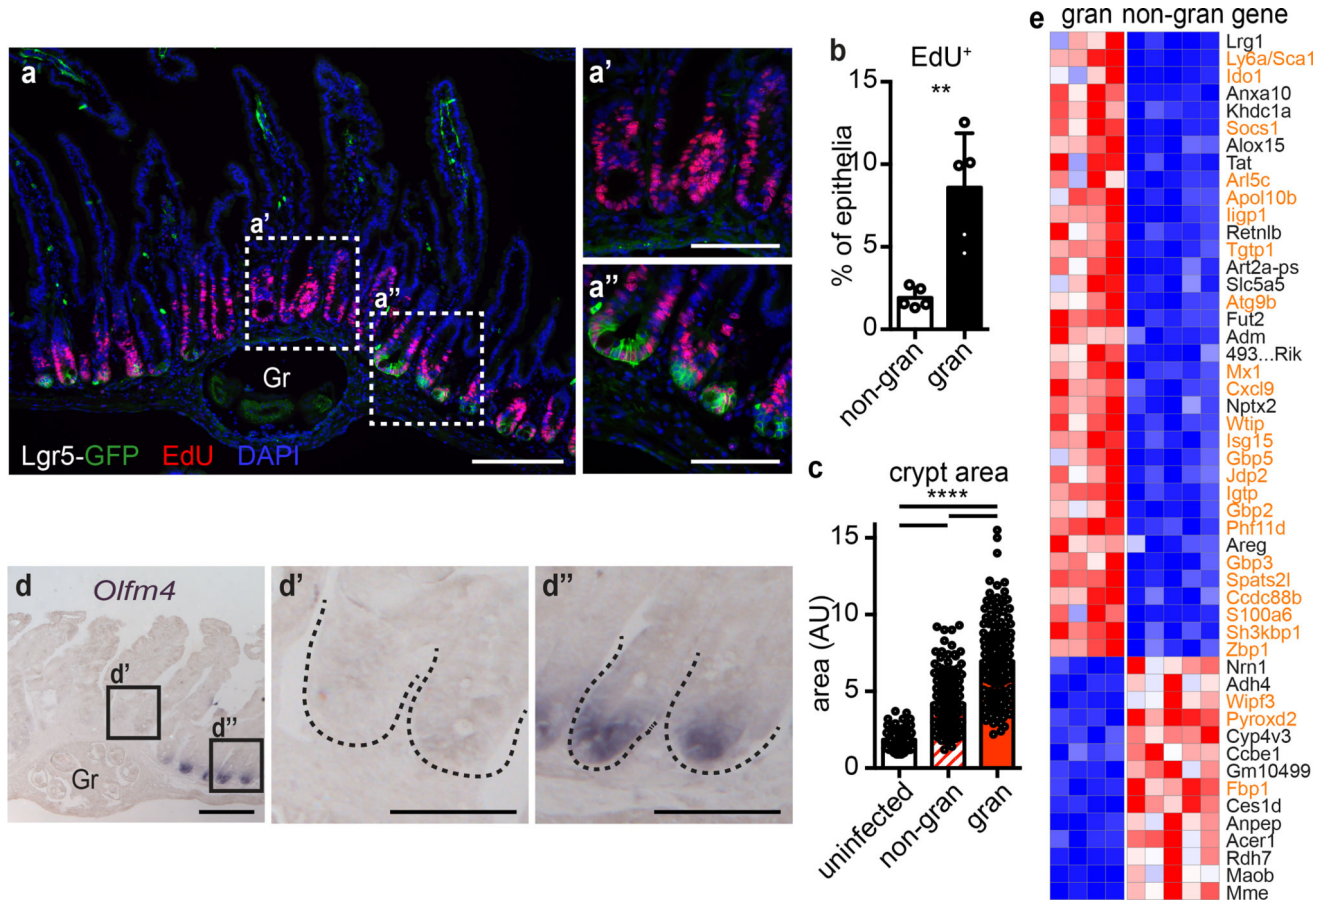 a
a'
a''
Gr
Lgr5-GFP EdU DAPI
a'
a''
b
EdU+
**
15
10
5
0
% of epithelia
non-gran
gran
c
crypt area
****
15
10
5
0
area (AU)
uninfected
non-gran
gran
d
Olfm4
d'
d''
Gr
d'
d''
e
gran non-gran gene
Lrg1
Ly6a/Sca1
Ido1
Anxa10
Khdc1a
Socs1
Alox15
Tat
Arl5c
Apol10b
Iigp1
Retnlb
Tgtp1
Art2a-ps
Slc5a5
Atg9b
Fut2
Adm
493...Rik
Mx1
Cxcl9
Nptx2
Wtip
Isg15
Gbp5
Jdp2
Igtp
Gbp2
Phf11d
Areg
Gbp3
Spats2l
Ccdc88b
S100a6
Sh3kbp1
Zbp1
Nrn1
Adh4
Wipf3
Pyroxd2
Cyp4v3
Ccbe1
Gm10499
Fbp1
Ces1d
Anpep
Acer1
Rdh7
Maob
Mme